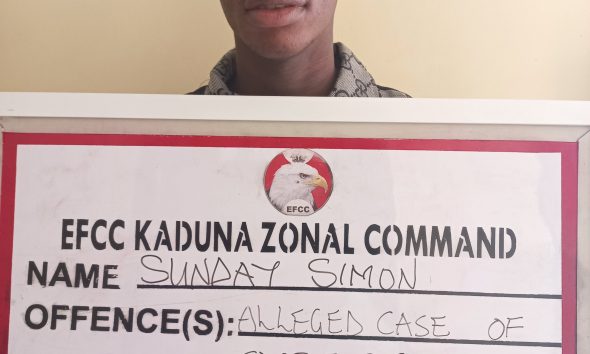 EFCC
EFCC KADUNA ZONAL COMMAND
NAME SUNDAY SIMON
OFFENCE(S): ALLEGED CASE OF